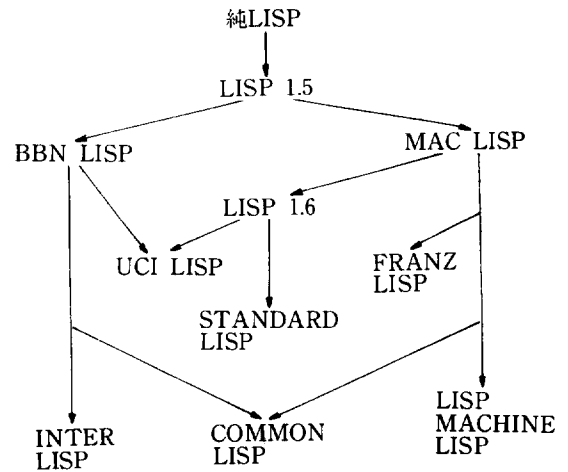 純LISP
LISP 1.5
BBN LISP
MAC LISP
LISP 1.6
UCI LISP
FRANZ
LISP
STANDARD
LISP
INTER
LISP
COMMON
LISP
LISP
MACHINE
LISP